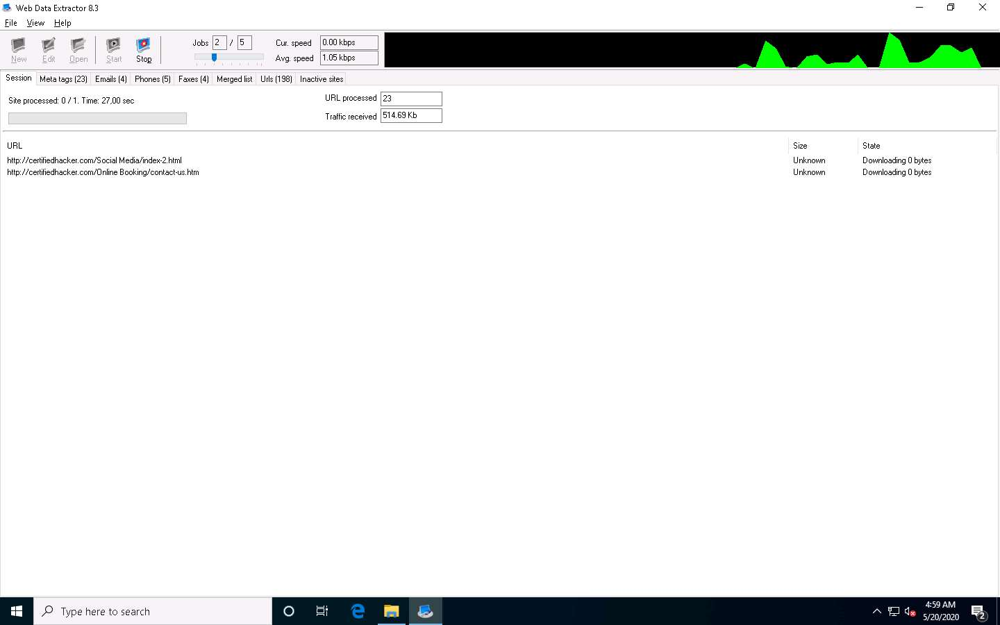 Web Data Extractor 8.3
File View Help
New Edit Open Start Stop
Jobs 2 / 5
Cur. speed 0.00 kbps
Avg. speed 1.05 kbps
Session Meta tags (23) Emails (4) Phones (5) Faxes (4) Merged list Urls (198) Inactive sites
Site processed: 0 / 1. Time: 27,00 sec
URL processed 23
Traffic received 514.69 Kb
URL Size State
http://certifiedhacker.com/Social Media/index-2.html Unknown Downloading 0 bytes
http://certifiedhacker.com/Online Booking/contact-us.htm Unknown Downloading 0 bytes
Type here to search
4:59 AM
5/20/2020
2